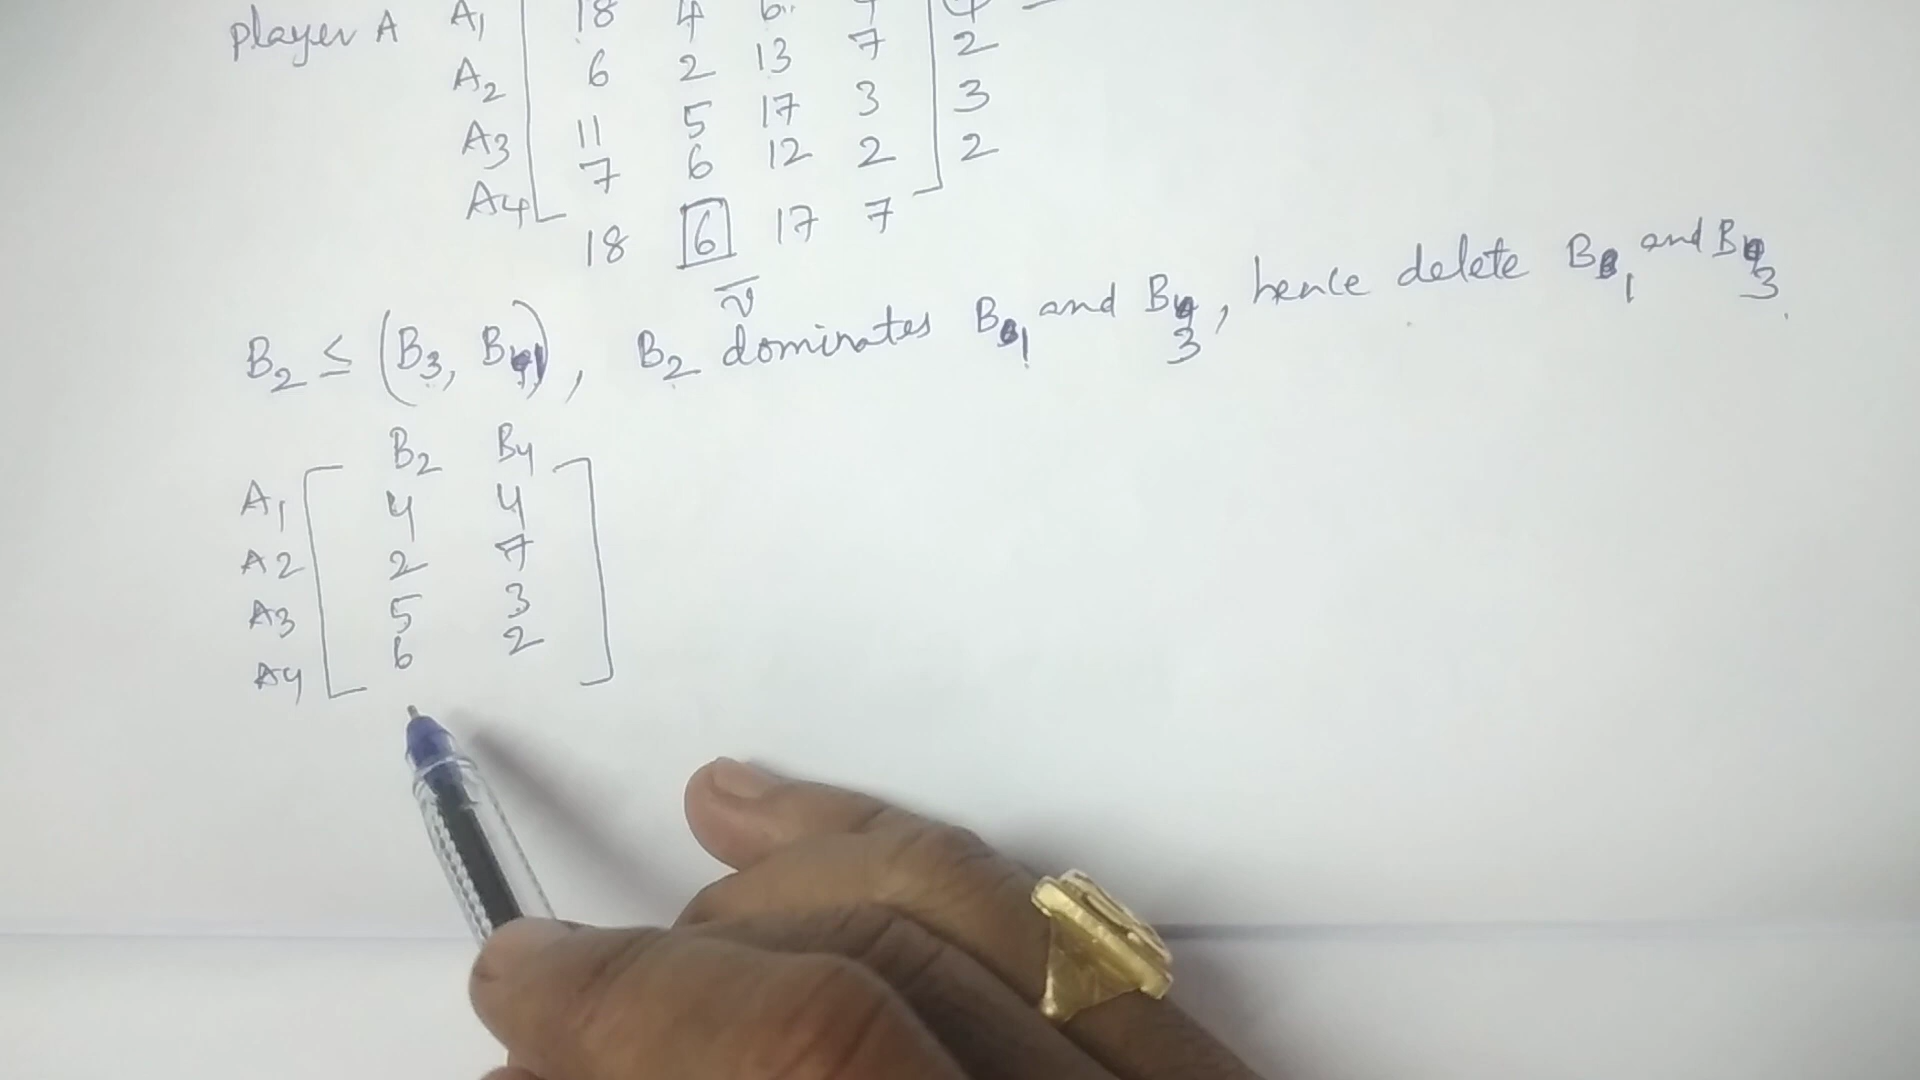 player A A1 18 4 6
A2 6 2 13 7 2
A3 11 5 17 3 3
A4 7 6 12 2 2
18 6 17 7
v̅
B2 ≤ (B3, B1), B2 dominates B1 and B3, hence delete B1 and B3.
B2 B4
A1 4 4
A2 2 7
A3 5 3
A4 6 2